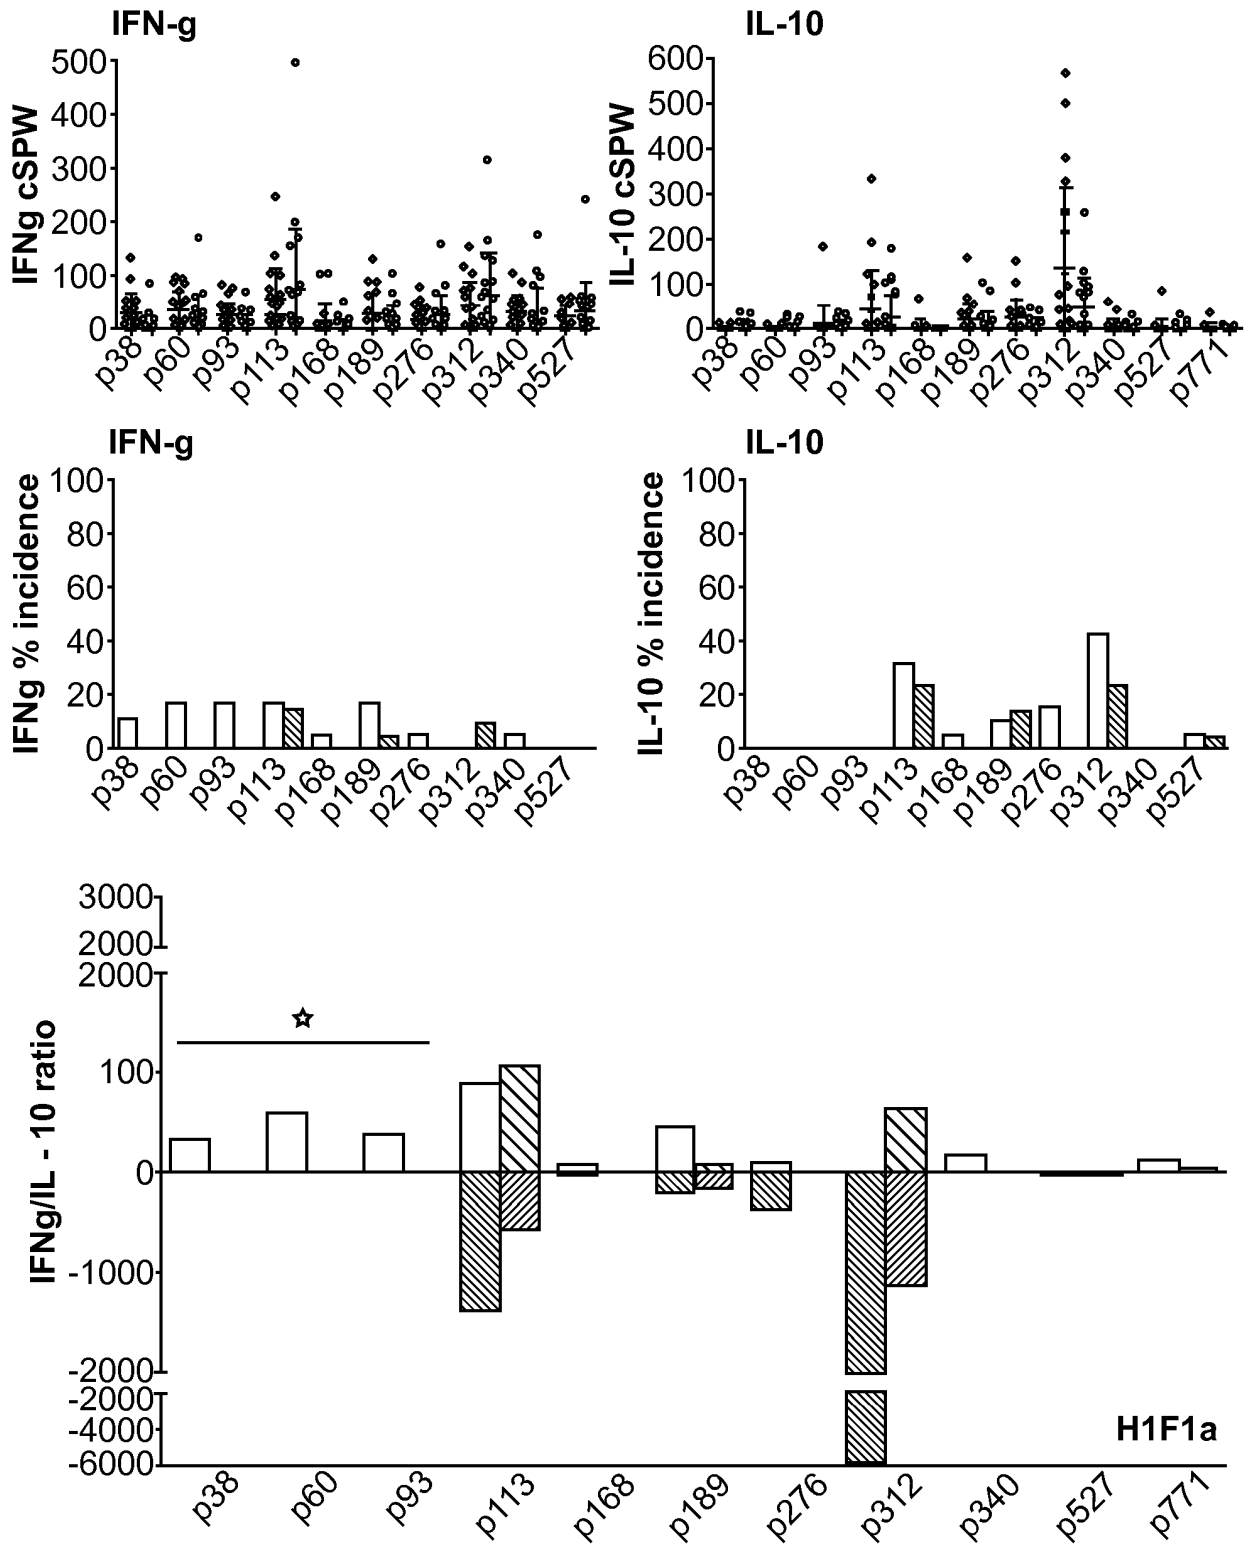 IFN-g
IL-10
IFNg cSPW
500
400
300
200
100
0
p38
p60
p93
p113
p168
p189
p276
p312
p340
p527
IL-10 cSPW
600
500
400
300
200
100
0
p38
p60
p93
p113
p168
p189
p276
p312
p340
p527
p771
IFN-g
IL-10
IFNg % incidence
100
80
60
40
20
0
p38
p60
p93
p113
p168
p189
p276
p312
p340
p527
IL-10 % incidence
100
80
60
40
20
0
p38
p60
p93
p113
p168
p189
p276
p312
p340
p527
IFNg/IL - 10 ratio
3000
2000
2000
100
0
-1000
-2000
-2000
-4000
-6000
H1F1a
p38
p60
p93
p113
p168
p189
p276
p312
p340
p527
p771